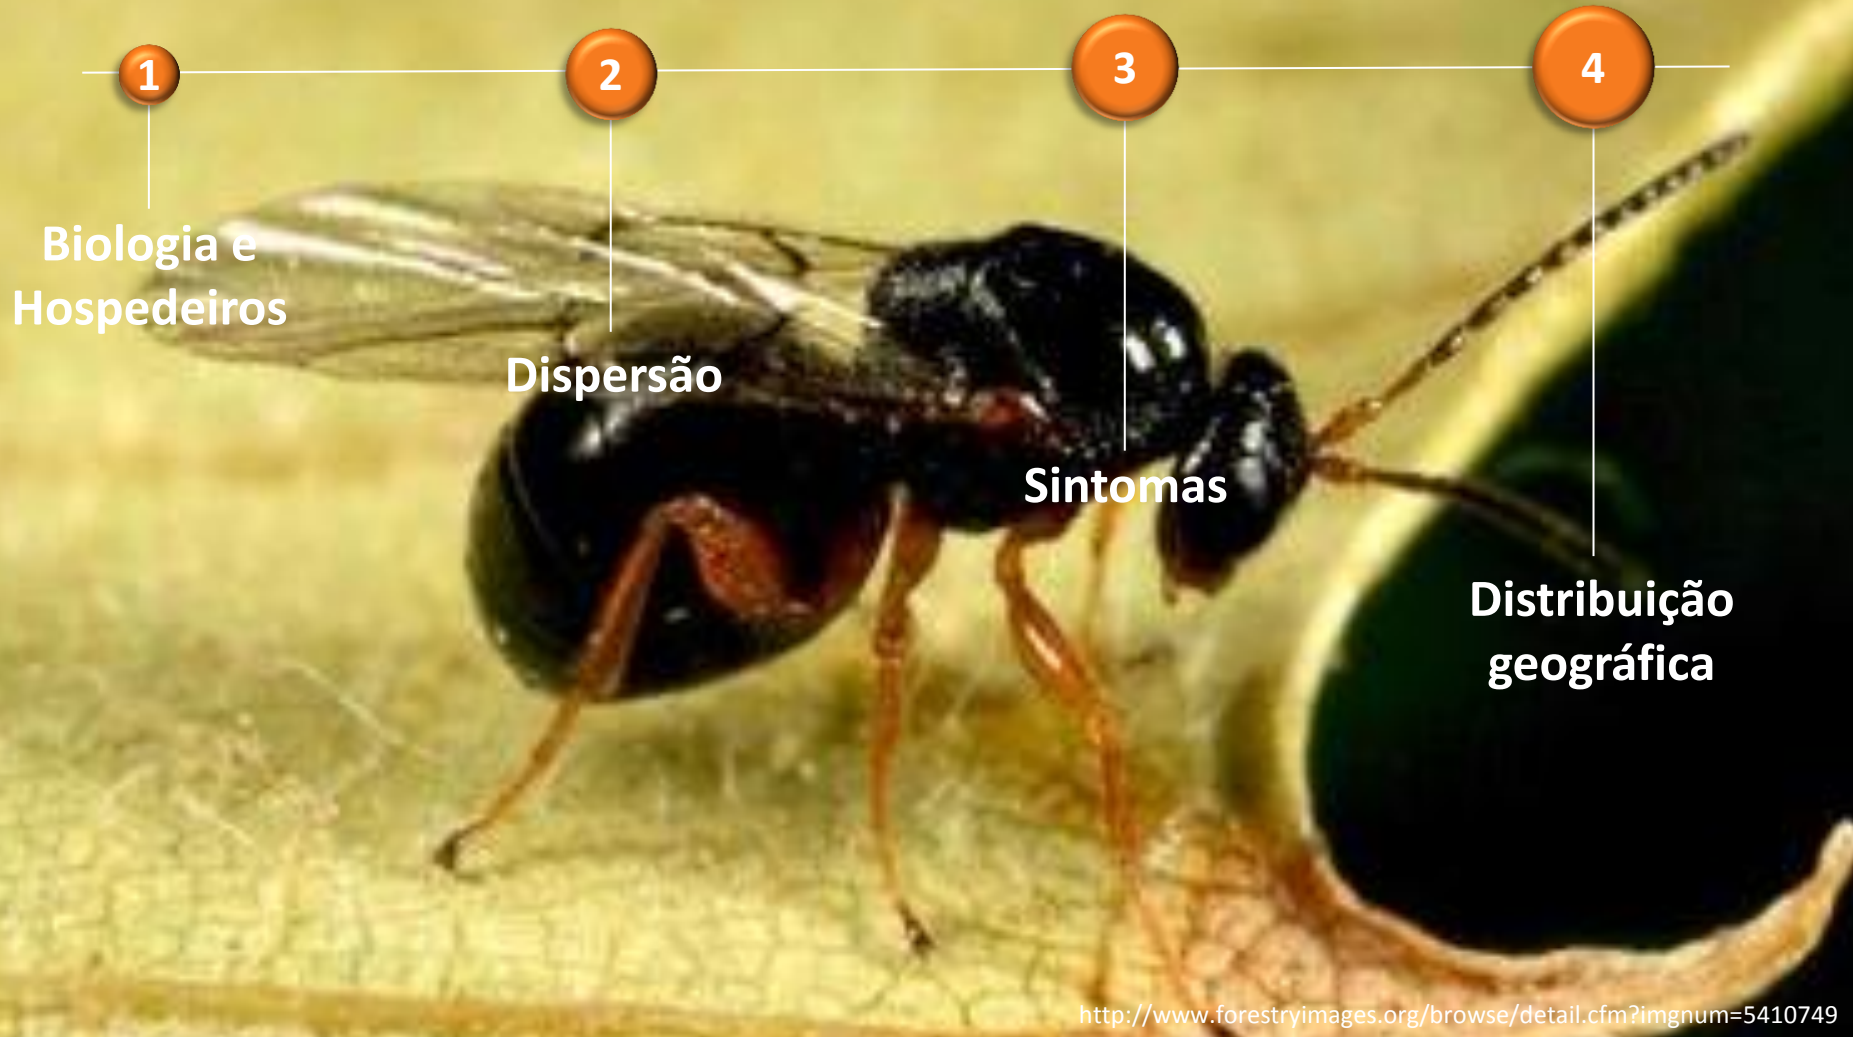 1
2
3
4
Biologia e
Hospedeiros
Dispersão
Sintomas
Distribuição
geográfica
http://www.forestryimages.org/browse/detail.cfm?imgnum=5410749